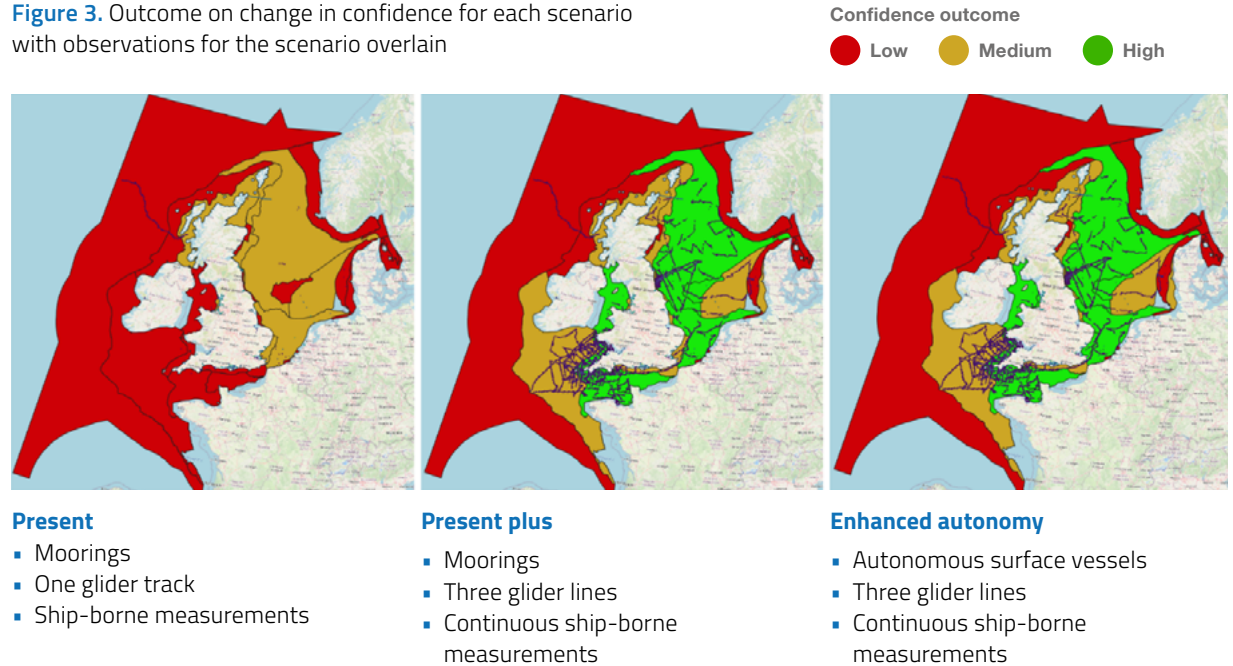 Figure 3. Outcome on change in confidence for each scenario
with observations for the scenario overlain
Confidence outcome
Low Medium High
Present
▪ Moorings
▪ One glider track
▪ Ship-borne measurements
Present plus
▪ Moorings
▪ Three glider lines
▪ Continuous ship-borne
measurements
Enhanced autonomy
▪ Autonomous surface vessels
▪ Three glider lines
▪ Continuous ship-borne
measurements